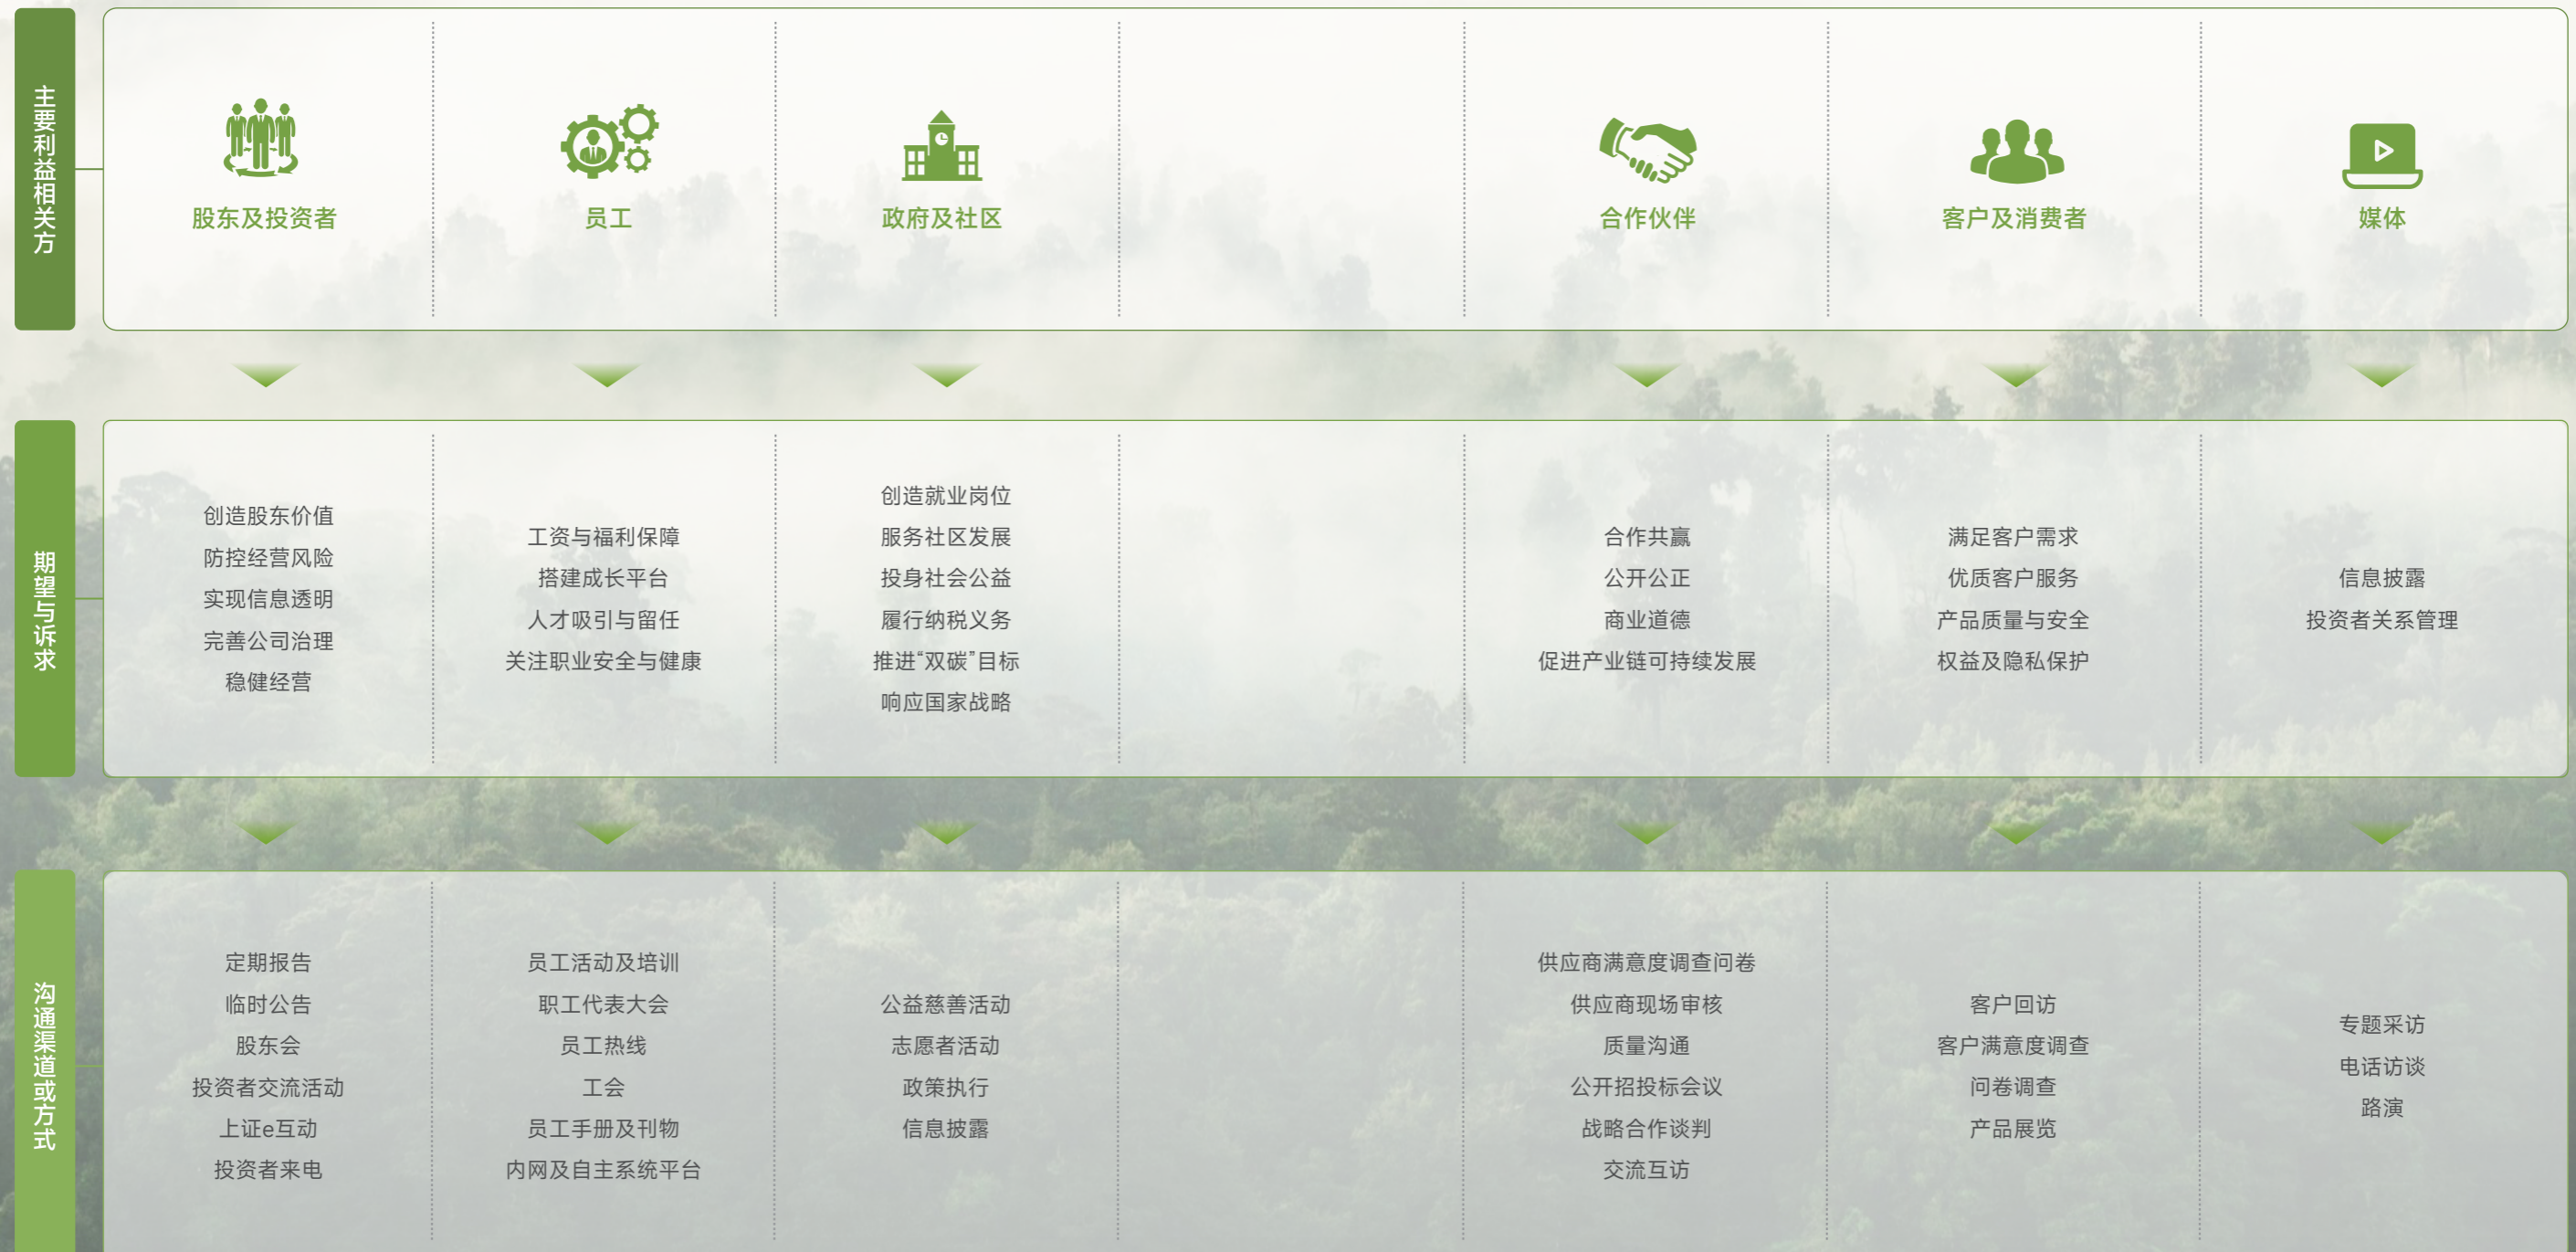 主要利益相关方
股东及投资者
员工
政府及社区
合作伙伴
客户及消费者
媒体
期望与诉求
创造股东价值
防控经营风险
实现信息透明
完善公司治理
稳健经营
工资与福利保障
搭建成长平台
人才吸引与留任
关注职业安全与健康
创造就业岗位
服务社区发展
投身社会公益
履行纳税义务
推进“双碳”目标
响应国家战略
合作共赢
公开公正
商业道德
促进产业链可持续发展
满足客户需求
优质客户服务
产品质量与安全
权益及隐私保护
信息披露
投资者关系管理
沟通渠道或方式
定期报告
临时公告
股东会
投资者交流活动
上证e互动
投资者来电
员工活动及培训
职工代表大会
员工热线
工会
员工手册及刊物
内网及自主系统平台
公益慈善活动
志愿者活动
政策执行
信息披露
供应商满意度调查问卷
供应商现场审核
质量沟通
公开招投标会议
战略合作谈判
交流互访
客户回访
客户满意度调查
问卷调查
产品展览
专题采访
电话访谈
路演